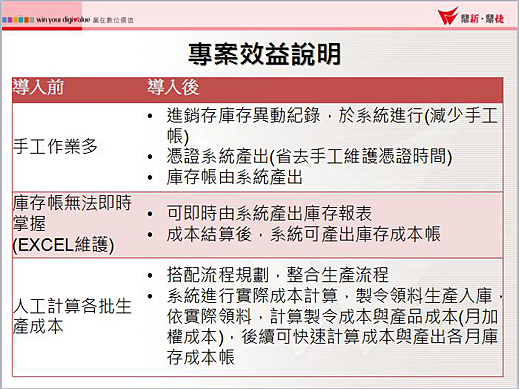 win your digivalue 贏在數位價值
鼎新·鼎捷
專案效益說明
導入前
導入後
手工作業多
• 進銷存庫存異動紀錄，於系統進行(減少手工
帳)
• 憑證系統產出(省去手工維護憑證時間)
• 庫存帳由系統產出
庫存帳無法即時
掌握
(EXCEL維護)
• 可即時由系統產出庫存報表
• 成本結算後，系統可產出庫存成本帳
人工計算各批生
產成本
• 搭配流程規劃，整合生產流程
• 系統進行實際成本計算，製令領料生產入庫，
依實際領料，計算製令成本與產品成本(月加
權成本)，後續可快速計算成本與產出各月庫
存成本帳